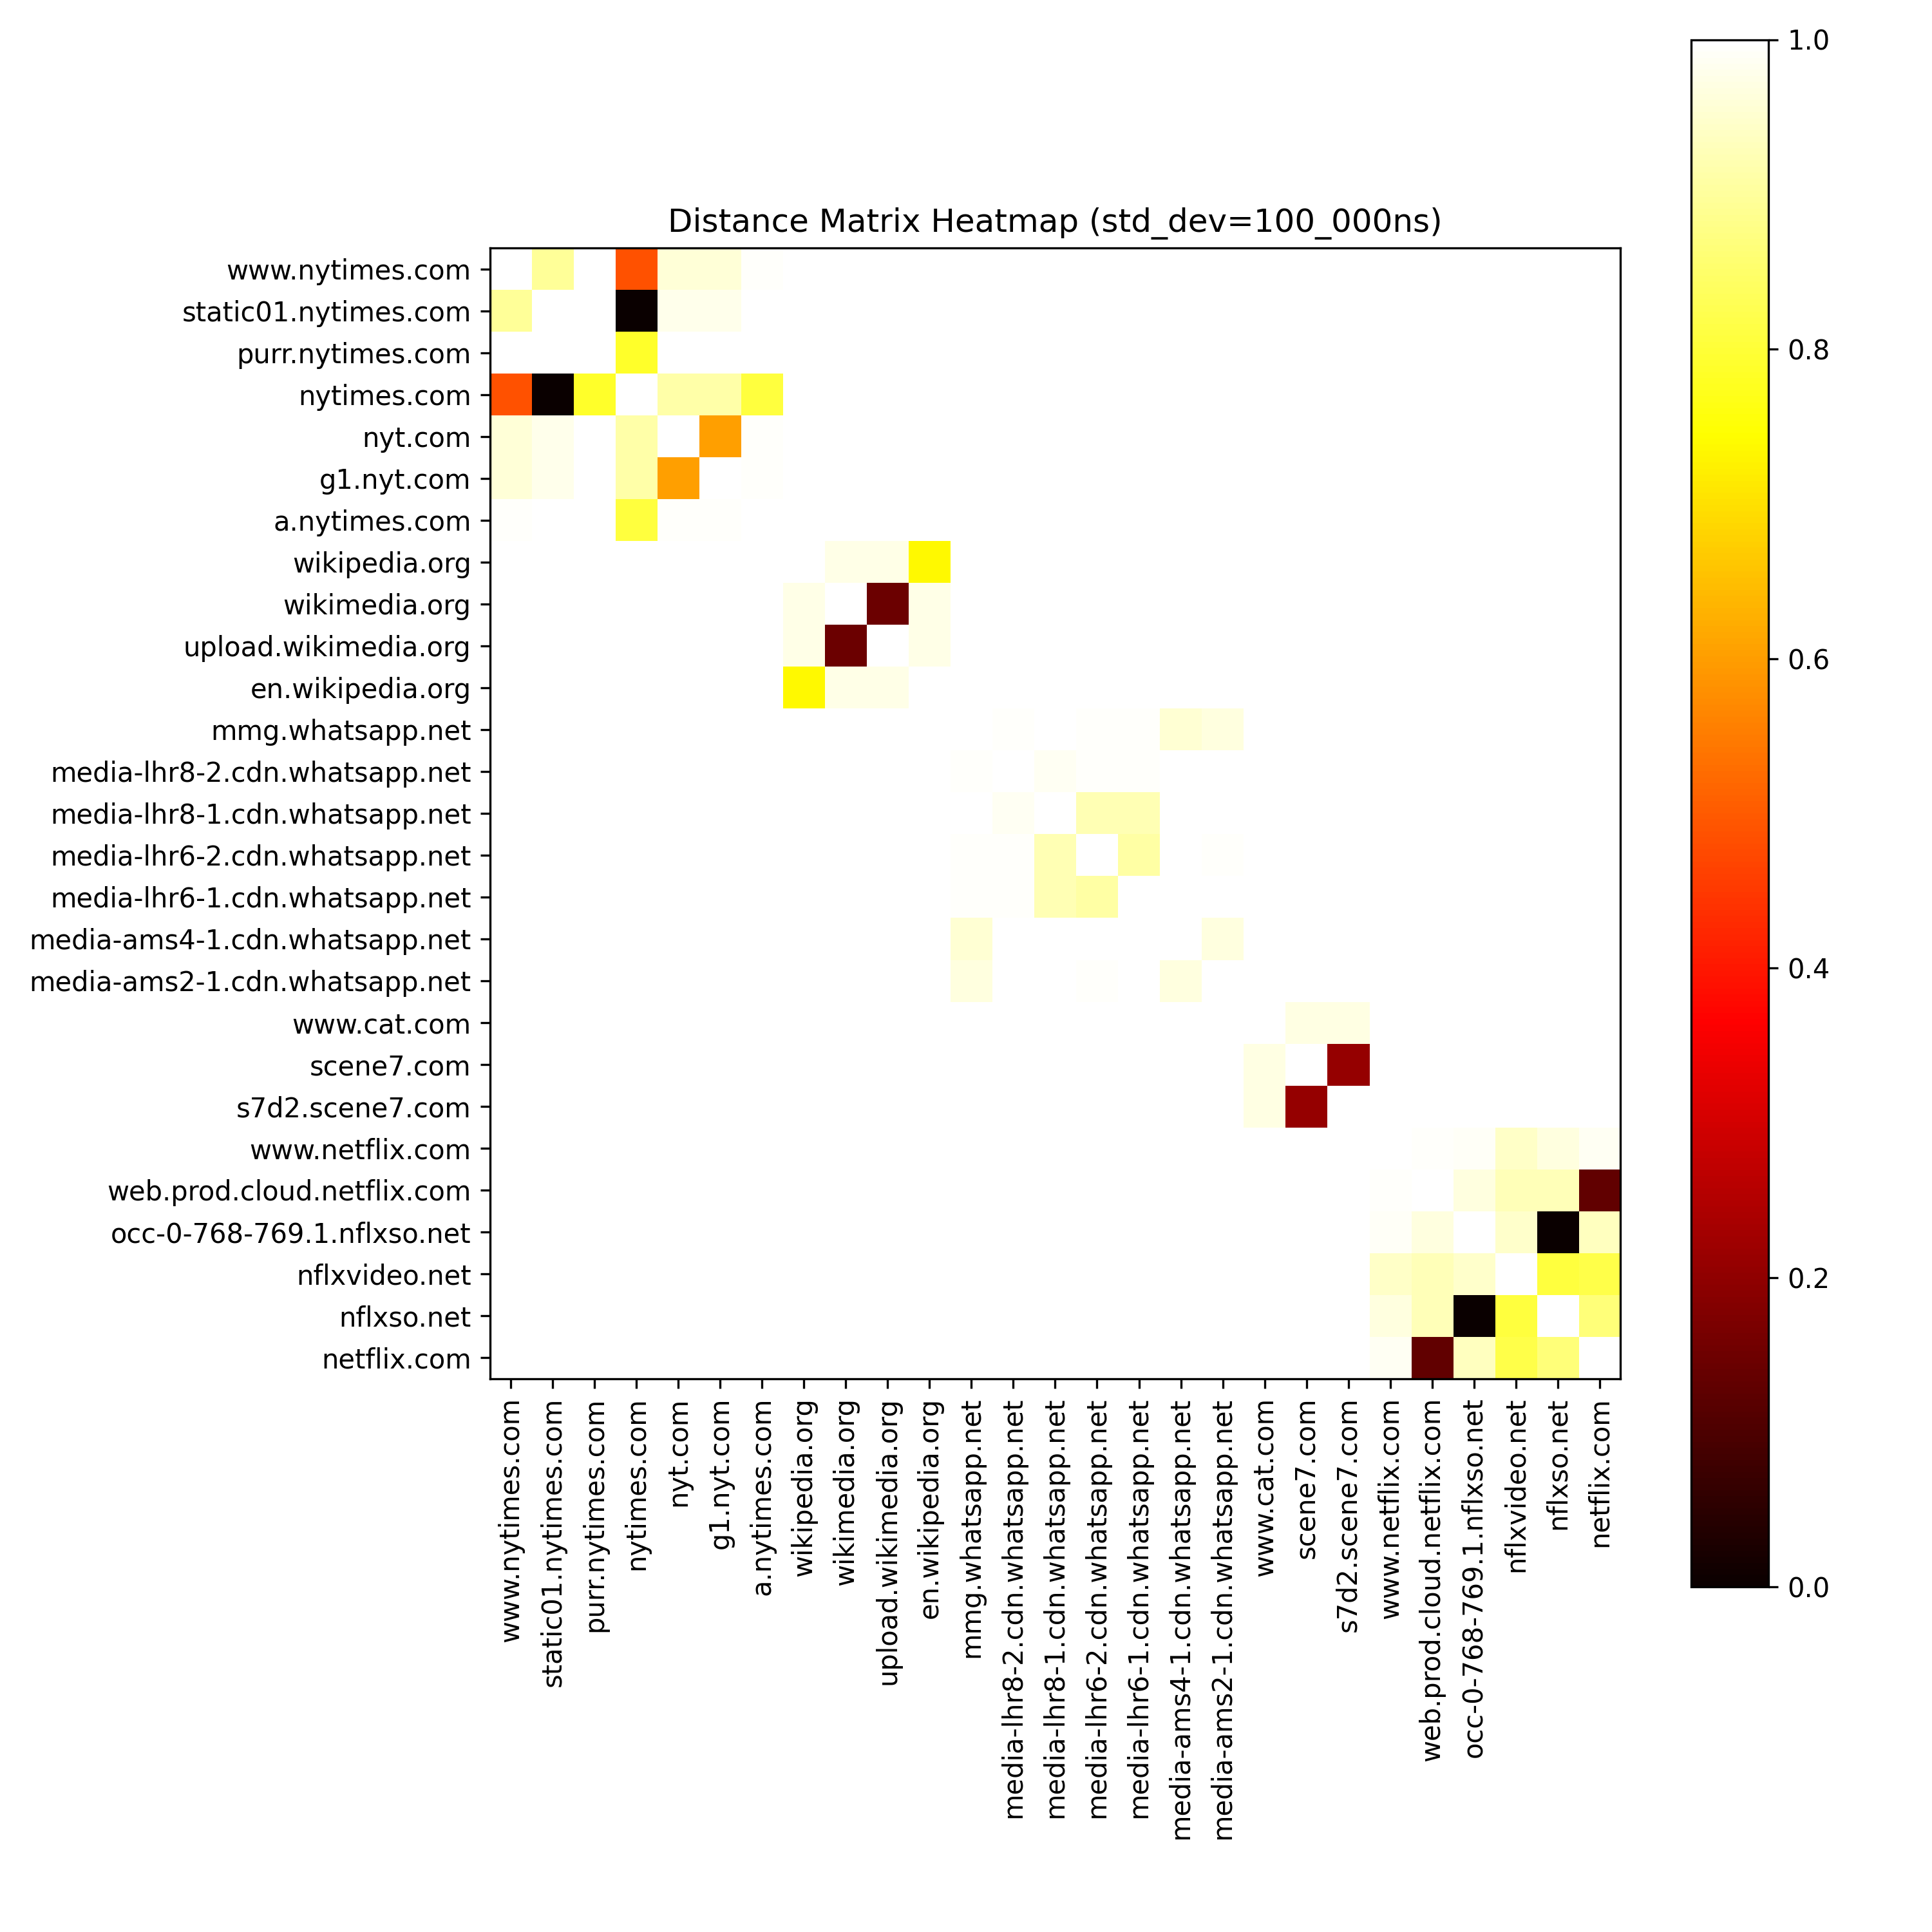 Distance Matrix Heatmap (std_dev=100_000ns)
www.nytimes.com
static01.nytimes.com
purr.nytimes.com
nytimes.com
nyt.com
g1.nyt.com
a.nytimes.com
wikipedia.org
wikimedia.org
upload.wikimedia.org
en.wikipedia.org
mmg.whatsapp.net
media-lhr8-2.cdn.whatsapp.net
media-lhr8-1.cdn.whatsapp.net
media-lhr6-2.cdn.whatsapp.net
media-lhr6-1.cdn.whatsapp.net
media-ams4-1.cdn.whatsapp.net
media-ams2-1.cdn.whatsapp.net
www.cat.com
scene7.com
s7d2.scene7.com
www.netflix.com
web.prod.cloud.netflix.com
occ-0-768-769.1.nflxso.net
nflxvideo.net
nflxso.net
netflix.com
www.nytimes.com
static01.nytimes.com
purr.nytimes.com
nytimes.com
nyt.com
g1.nyt.com
a.nytimes.com
wikipedia.org
wikimedia.org
upload.wikimedia.org
en.wikipedia.org
mmg.whatsapp.net
media-lhr8-2.cdn.whatsapp.net
media-lhr8-1.cdn.whatsapp.net
media-lhr6-2.cdn.whatsapp.net
media-lhr6-1.cdn.whatsapp.net
media-ams4-1.cdn.whatsapp.net
media-ams2-1.cdn.whatsapp.net
www.cat.com
scene7.com
s7d2.scene7.com
www.netflix.com
web.prod.cloud.netflix.com
occ-0-768-769.1.nflxso.net
nflxvideo.net
nflxso.net
netflix.com
1.0
0.8
0.6
0.4
0.2
0.0